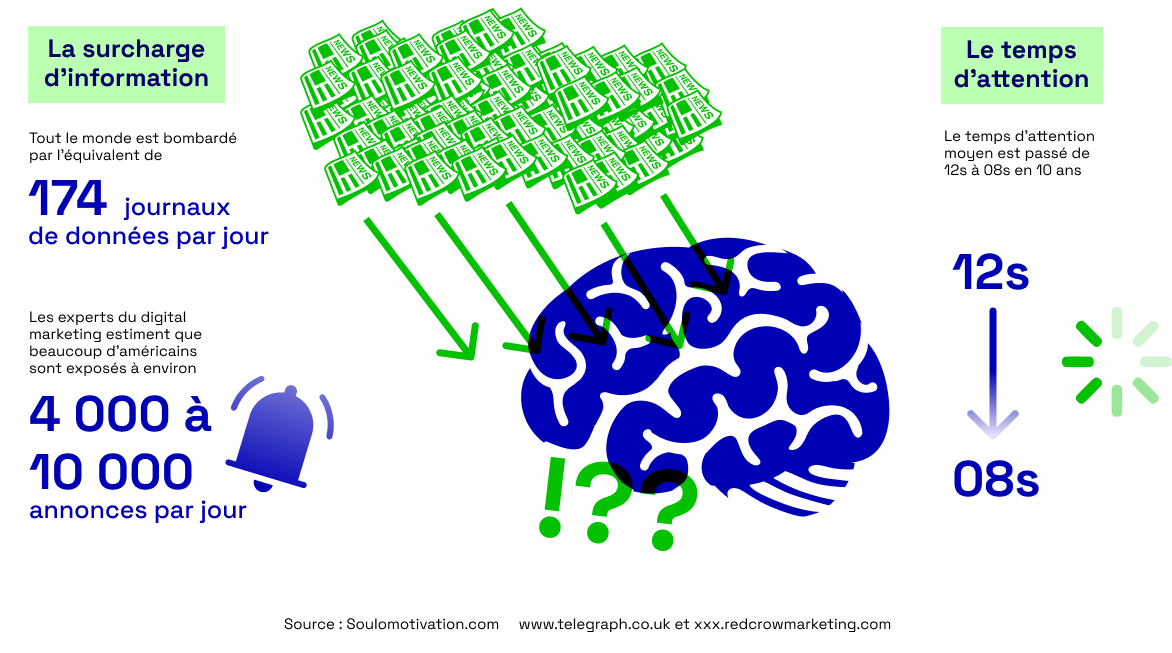 La surcharge
d'information
Tout le monde est bombardé
par l'équivalent de
174 journaux
de données par jour
Les experts du digital
marketing estiment que
beaucoup d'américains
sont exposés à environ
4 000 à
10 000
annonces par jour
NEWS
!??
Le temps
d'attention
Le temps d'attention
moyen est passé de
12s à 08s en 10 ans
12s
08s
Source : Soulomotivation.com www.telegraph.co.uk et xxx.redcrowmarketing.com